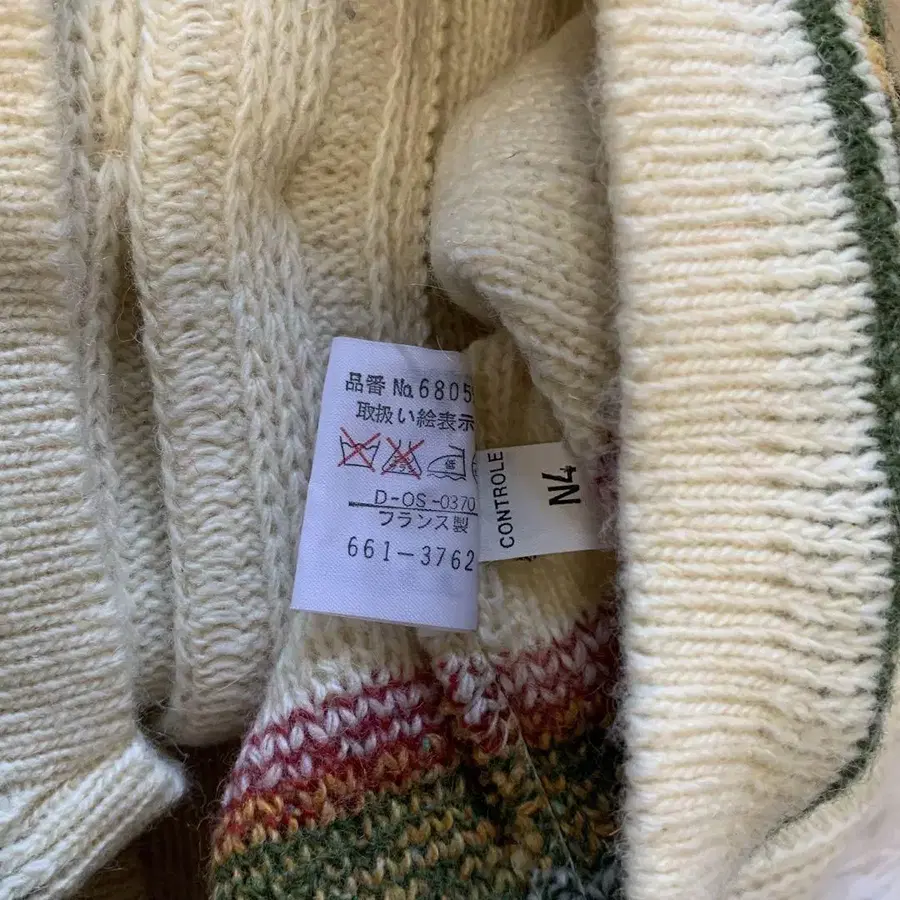 品番 No.6805
取扱い絵表示
D-OS-0370
フランス製
661-3762
CONTROLE
N4